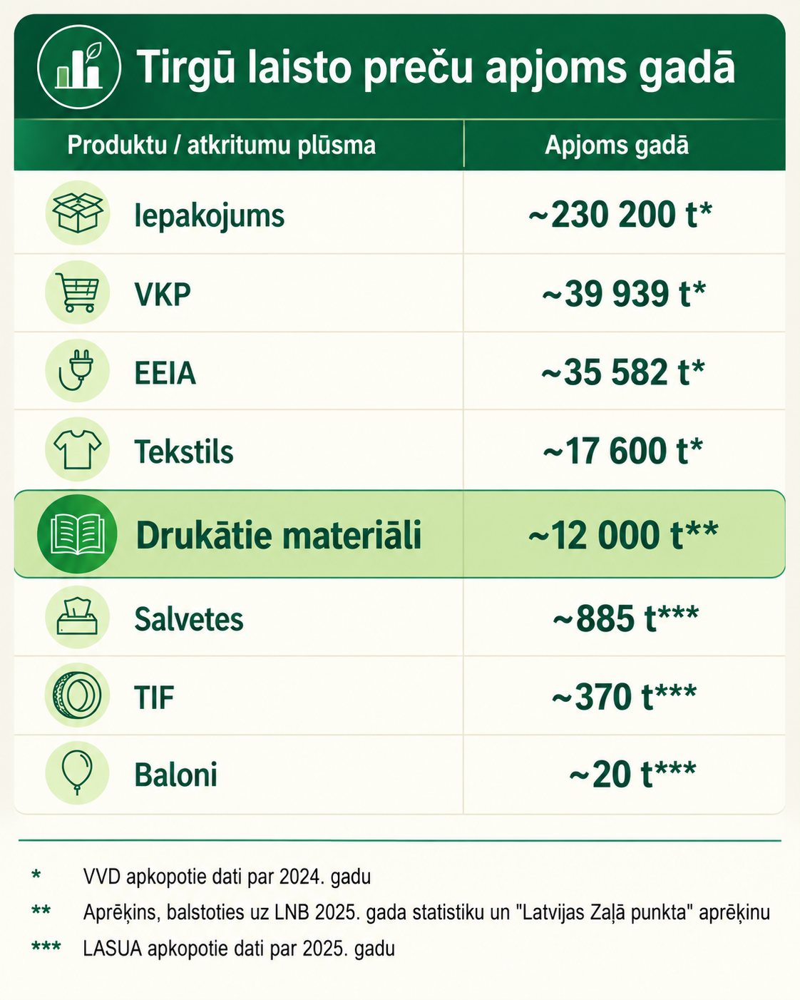 Tirgū laisto preču apjoms gadā
Produktu / atkritumu plūsma
Apjoms gadā
Iepakojums
~230 200 t*
VKP
~39 939 t*
EEIA
~35 582 t*
Tekstils
~17 600 t*
Drukātie materiāli
~12 000 t**
Salvetes
~885 t***
TIF
~370 t***
Baloni
~20 t***
* VVD apkopotie dati par 2024. gadu
** Aprēķins, balstoties uz LNB 2025. gada statistiku un "Latvijas Zaļā punkta" aprēķinu
*** LASUA apkopotie dati par 2025. gadu